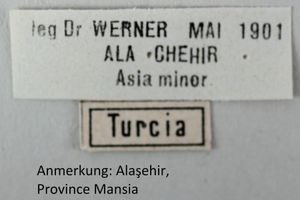 leg Dr WERNER MAI 1901
ALA - CHEHIR
Asia minor
Turcia
Anmerkung: Alaşehir,
Province Mansia